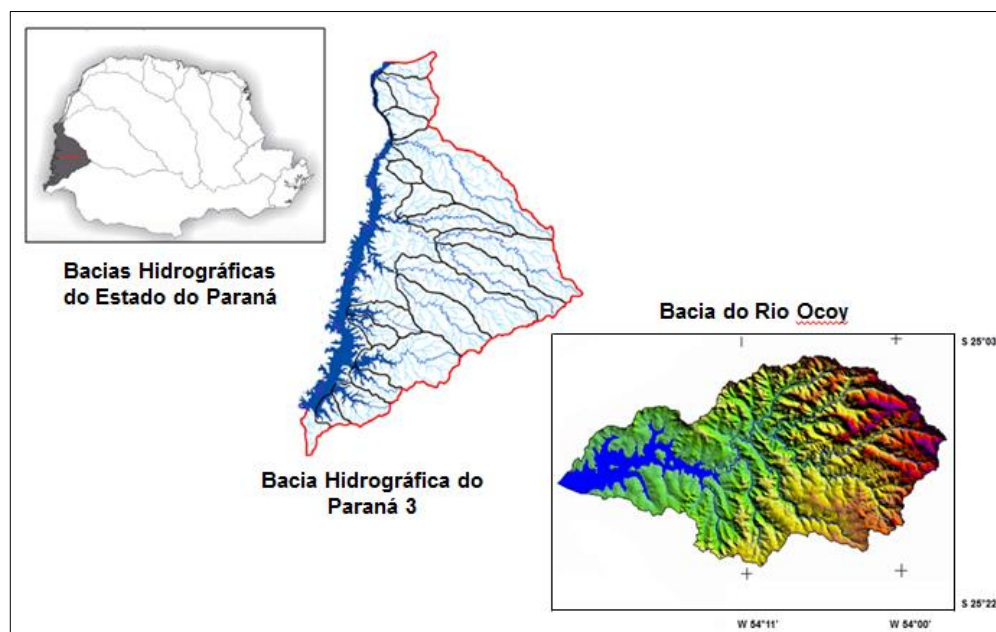 Bacias Hidrográficas
do Estado do Paraná
Bacia Hidrográfica do
Paraná 3
Bacia do Rio Ocoy
S 25°03
S 25°22
W 54°11'
W 54°00'